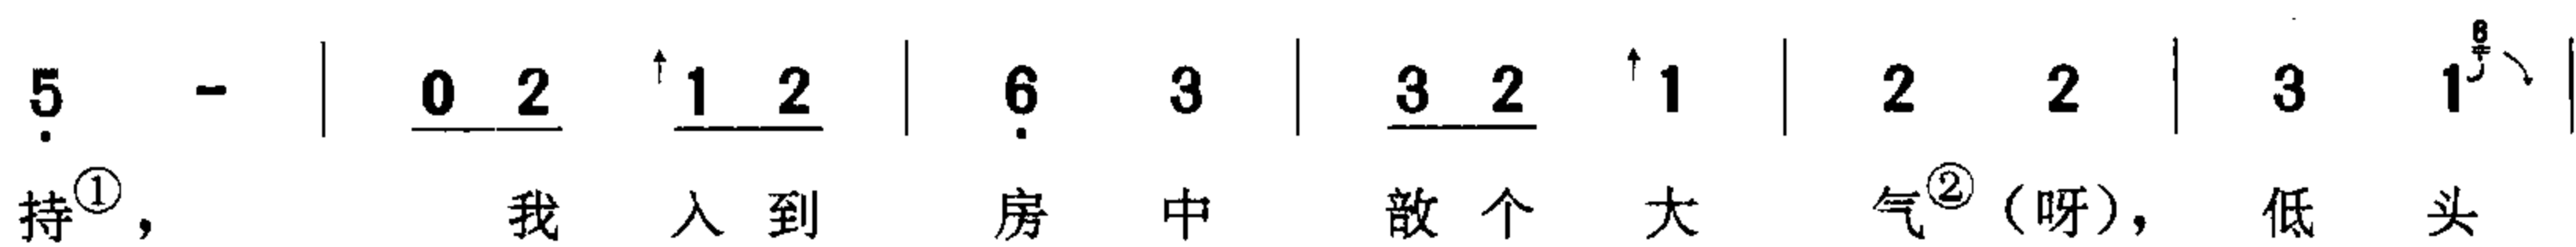 5 - | 0 2 ↑1 2 | 6 3 | 3 2 ↑1 | 2 2 | 3 1 6 |
持①， 我 入 到 房 中 敨 个 大 气②（呀）， 低 头